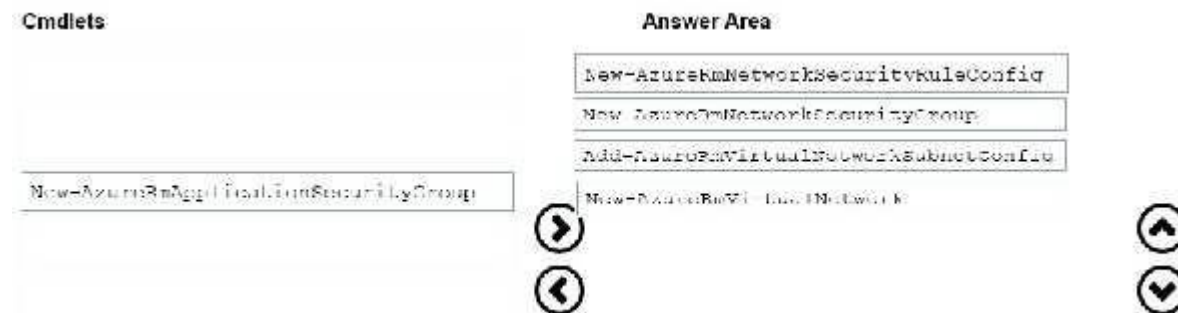 Cmdlets
Answer Area
New-AzureRmNetworkSecurityRuleConfig
New-AzureRmNetworkSecurityGroup
Add-AzureRmVirtualNetworkSubnetConfig
New-AzureRmApplicationSecurityGroup
New-AzureRmVirtualNetwork